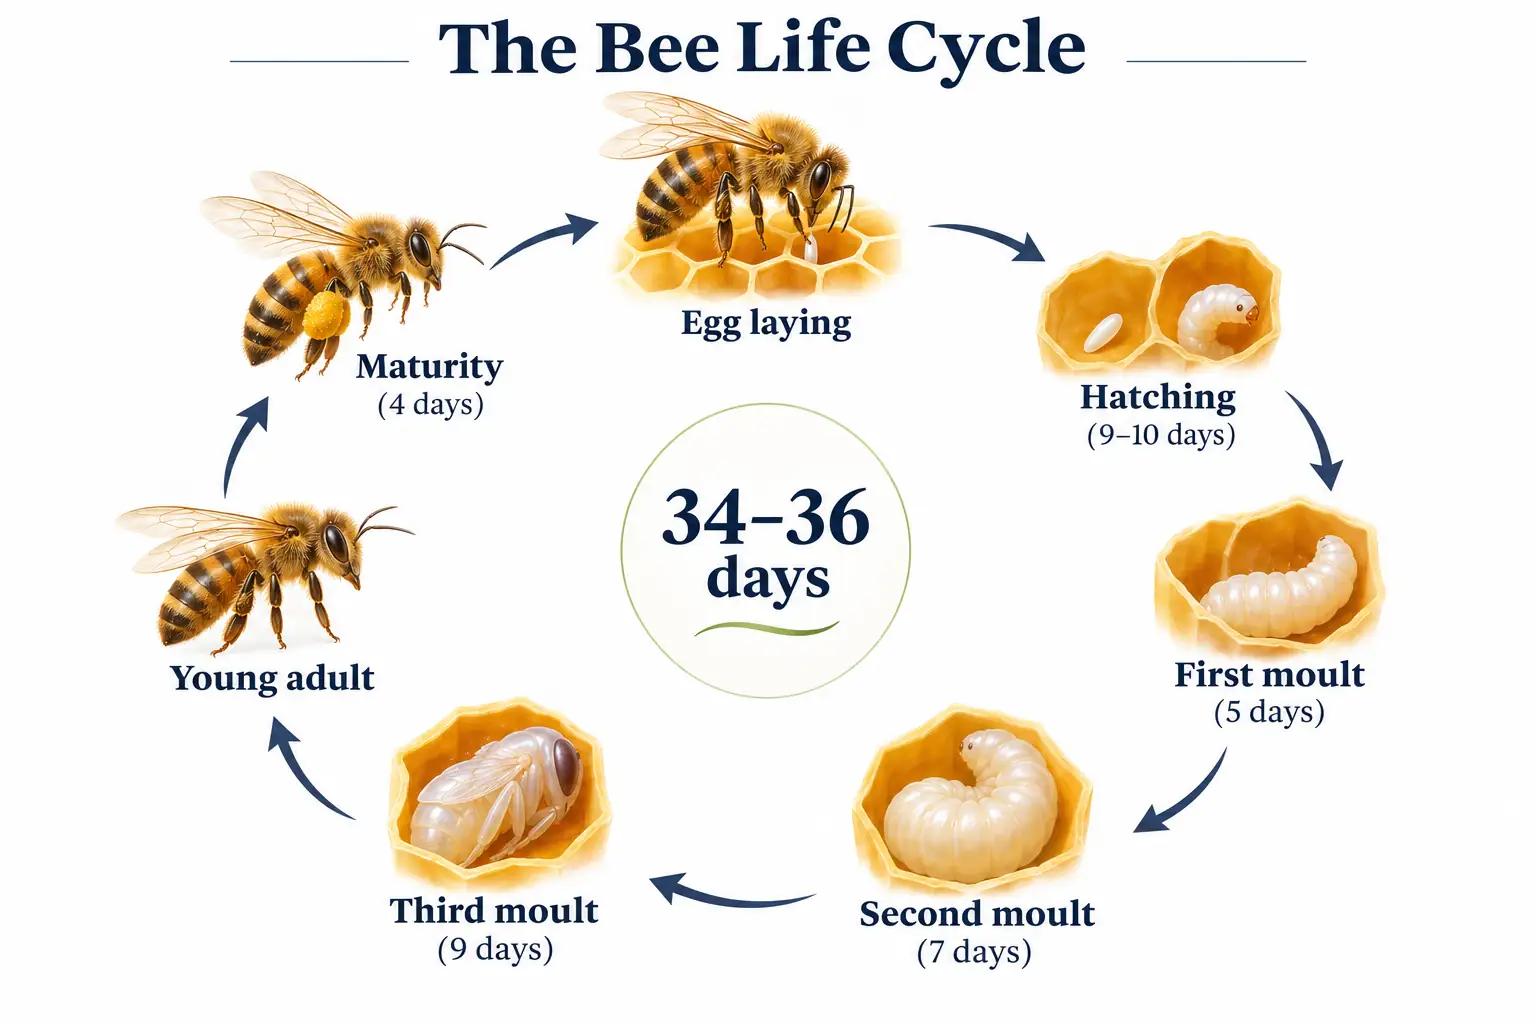 The Bee Life Cycle
Egg laying
Hatching
(9–10 days)
First moult
(5 days)
Second moult
(7 days)
Third moult
(9 days)
Young adult
Maturity
(4 days)
34–36
days